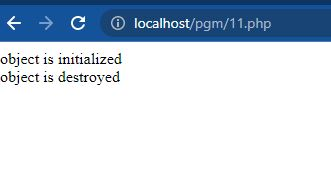 localhost/pgm/11.php
object is initialized
object is destroyed